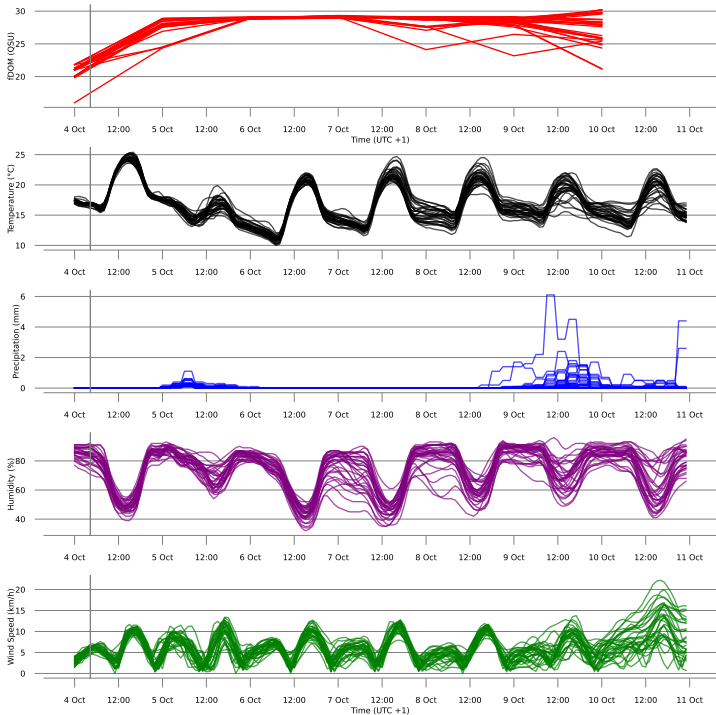 30
25
20
fDOM (QSU)
4 Oct 12:00 5 Oct 12:00 6 Oct 12:00 7 Oct 12:00 8 Oct 12:00 9 Oct 12:00 10 Oct 12:00 11 Oct
Time (UTC +1)
25
20
15
10
Temperature (°C)
4 Oct 12:00 5 Oct 12:00 6 Oct 12:00 7 Oct 12:00 8 Oct 12:00 9 Oct 12:00 10 Oct 12:00 11 Oct
6
4
2
0
Precipitation (mm)
4 Oct 12:00 5 Oct 12:00 6 Oct 12:00 7 Oct 12:00 8 Oct 12:00 9 Oct 12:00 10 Oct 12:00 11 Oct
80
60
40
Humidity (%)
4 Oct 12:00 5 Oct 12:00 6 Oct 12:00 7 Oct 12:00 8 Oct 12:00 9 Oct 12:00 10 Oct 12:00 11 Oct
20
15
10
5
0
Wind Speed (km/h)
4 Oct 12:00 5 Oct 12:00 6 Oct 12:00 7 Oct 12:00 8 Oct 12:00 9 Oct 12:00 10 Oct 12:00 11 Oct
Time (UTC +1)